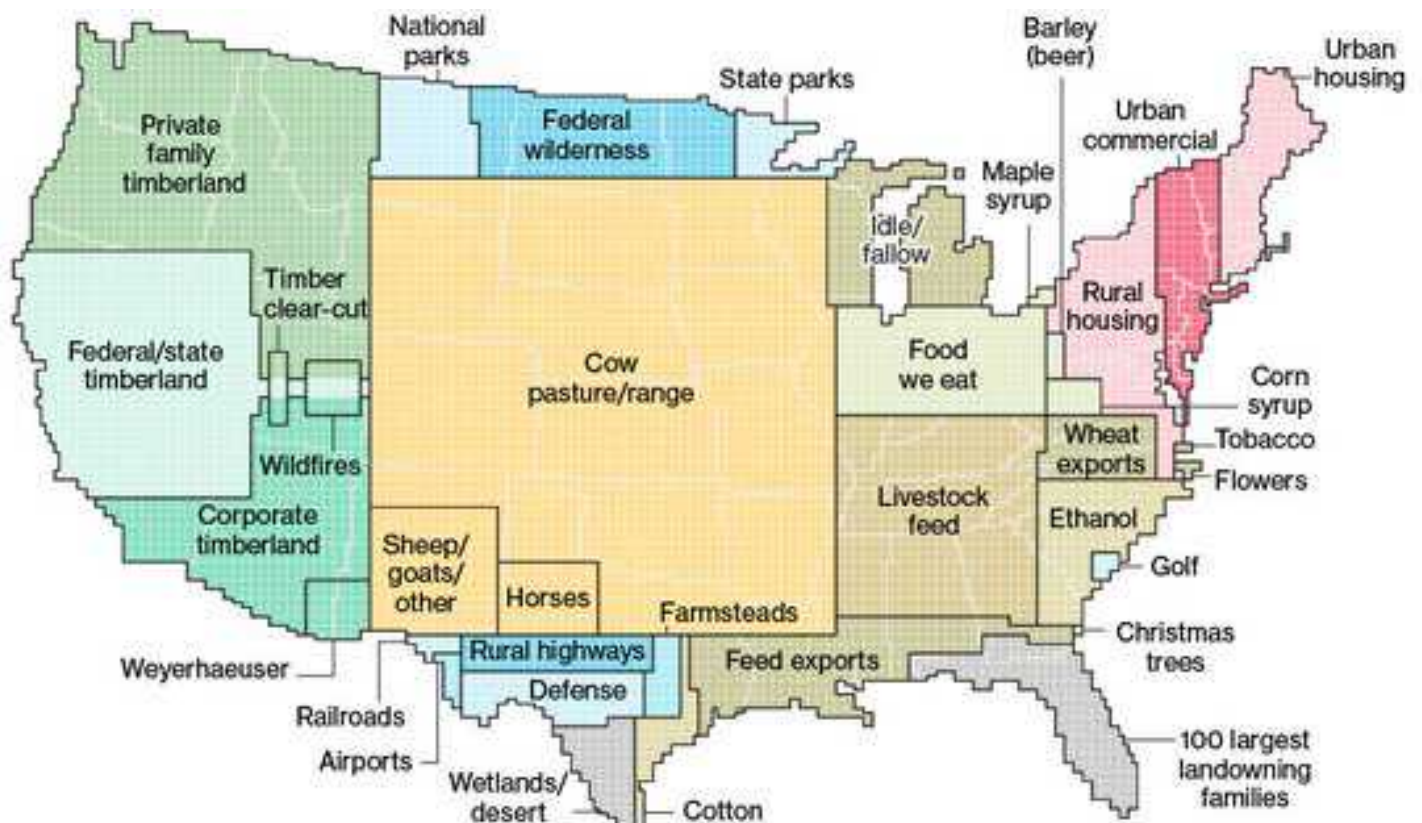 National
parks
State parks
Barley
(beer)
Urban
housing
Urban
commercial
Private
family
timberland
Federal
wilderness
Maple
syrup
Idle/
fallow
Timber
clear-cut
Rural
housing
Federal/state
timberland
Cow
pasture/range
Food
we eat
Corn
syrup
Wildfires
Wheat
exports
Tobacco
Flowers
Corporate
timberland
Livestock
feed
Ethanol
Sheep/
goats/
other
Horses
Golf
Farmsteads
Christmas
trees
Weyerhaeuser
Rural highways
Feed exports
Defense
Railroads
Airports
Wetlands/
desert
Cotton
100 largest
landowning
families